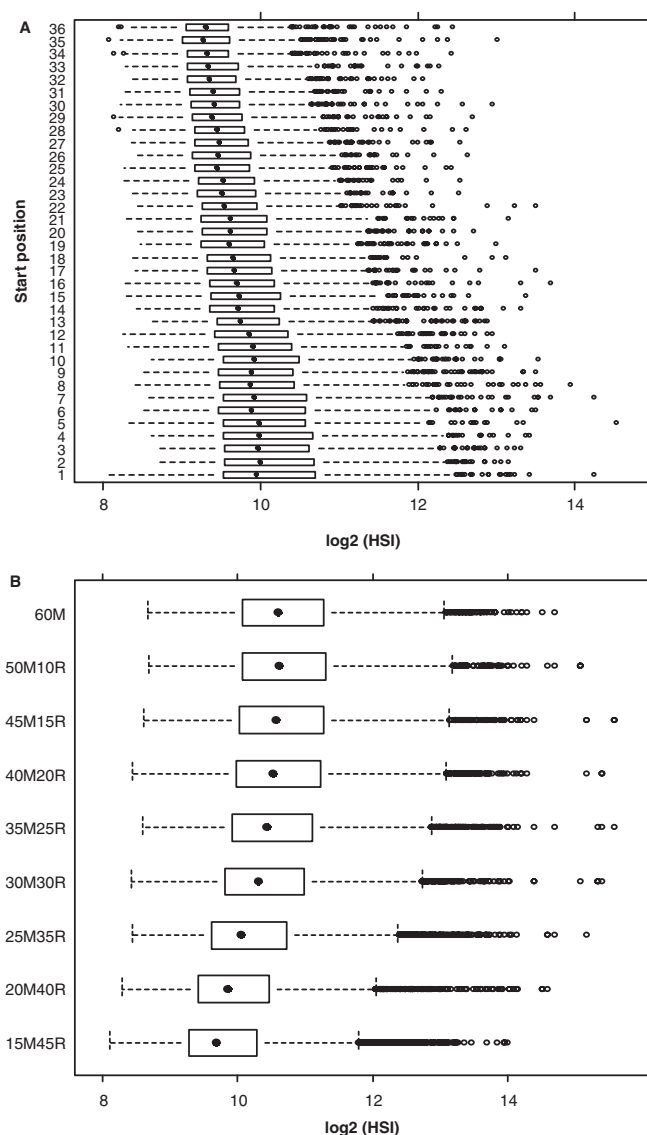 A
36
35
34
33
32
31
30
29
28
27
26
25
24
23
22
21
20
19
18
17
16
15
14
13
12
11
10
9
8
7
6
5
4
3
2
1
Start position
8 10 12 14
log2 (HSI)
B
60M
50M10R
45M15R
40M20R
35M25R
30M30R
25M35R
20M40R
15M45R
8 10 12 14
log2 (HSI)